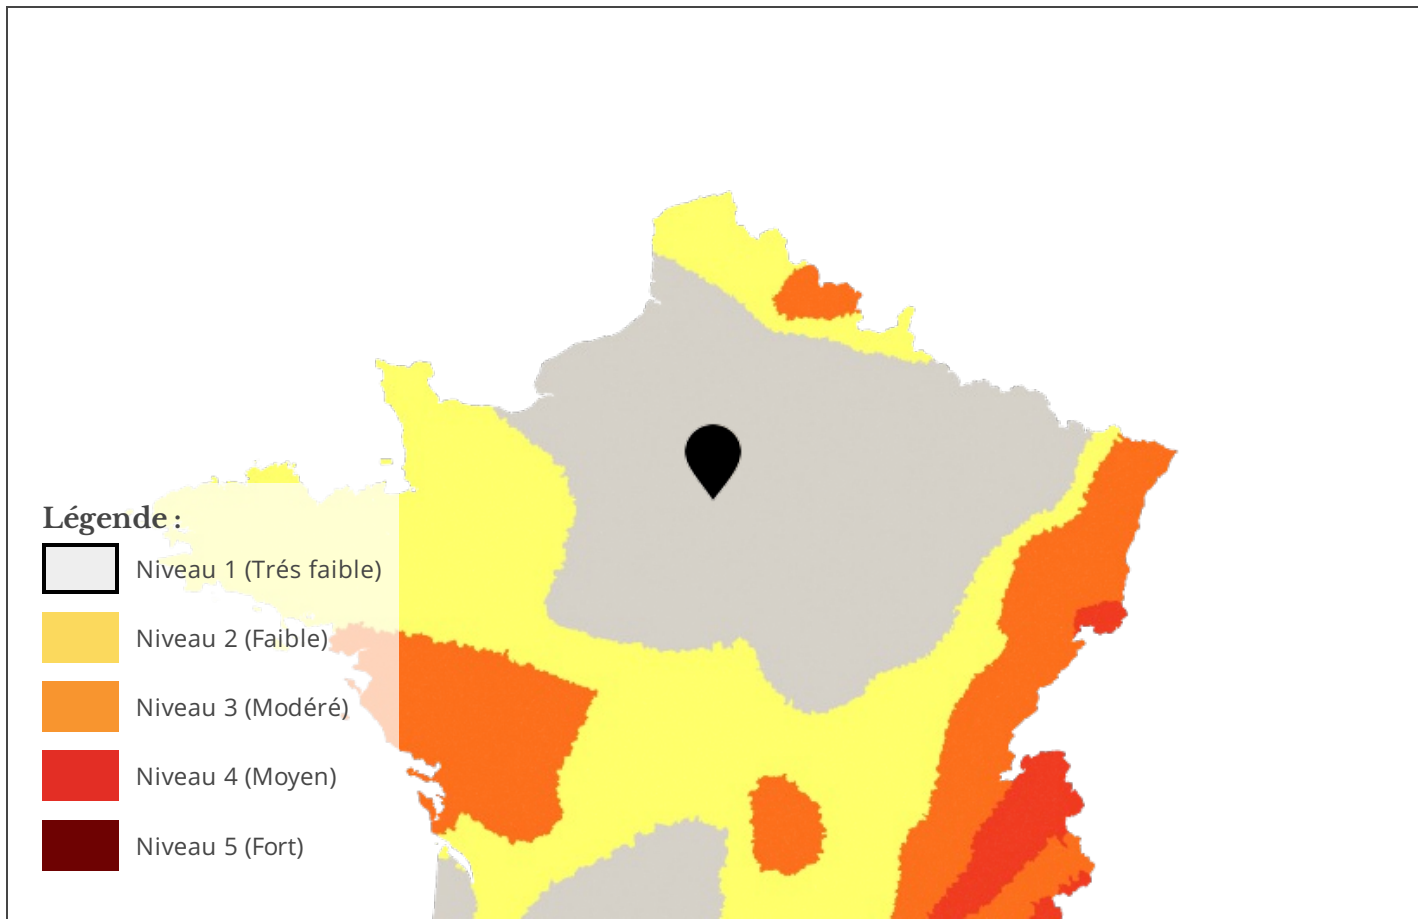 Légende :
Niveau 1 (Trés faible)
Niveau 2 (Faible)
Niveau 3 (Modéré)
Niveau 4 (Moyen)
Niveau 5 (Fort)